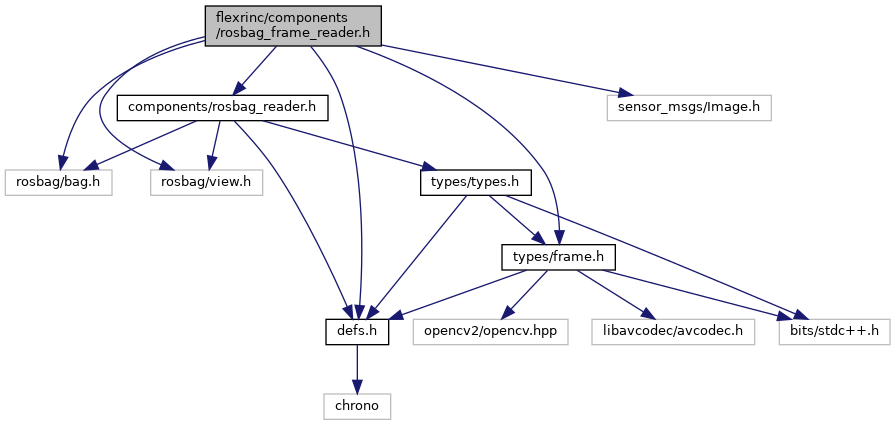 flexrinc/components
/rosbag_frame_reader.h
components/rosbag_reader.h
sensor_msgs/Image.h
rosbag/bag.h
rosbag/view.h
types/types.h
types/frame.h
defs.h
opencv2/opencv.hpp
libavcodec/avcodec.h
bits/stdc++.h
chrono